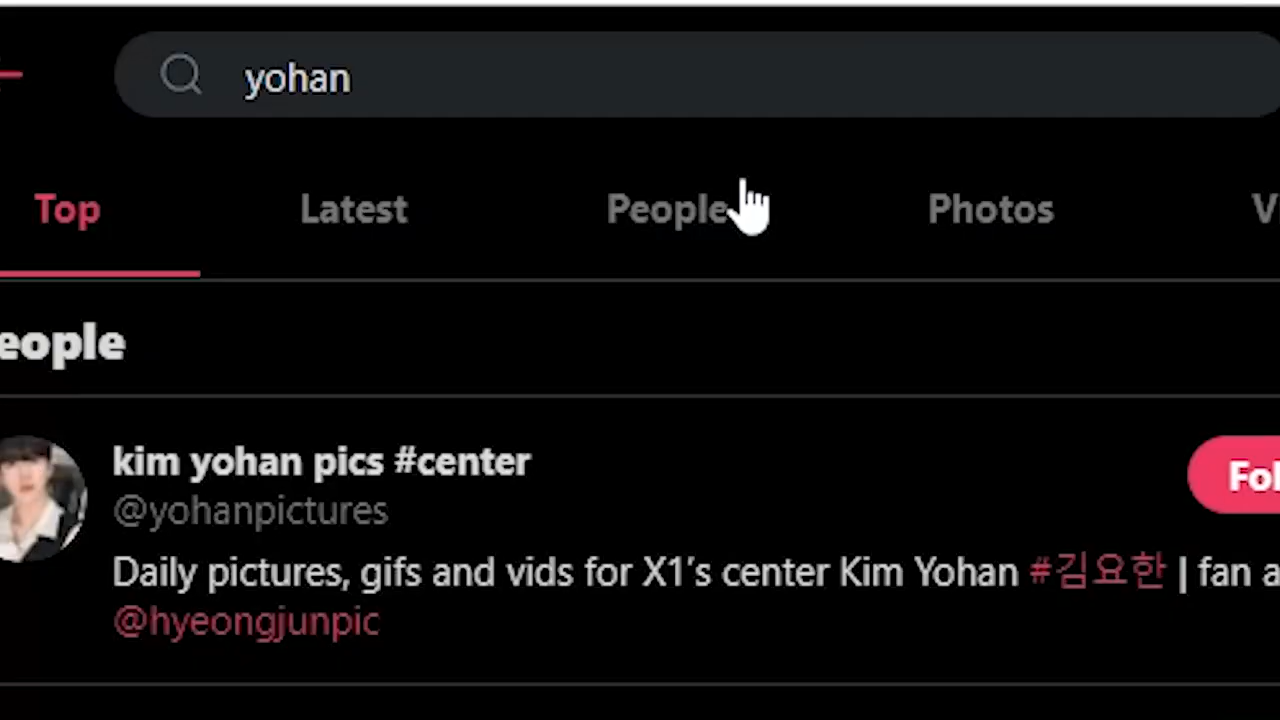 yohan
Top Latest People Photos V
eople
kim yohan pics #center
@yohanpictures
Fol
Daily pictures, gifs and vids for X1's center Kim Yohan #김요한 | fan a
@hyeongjunpic